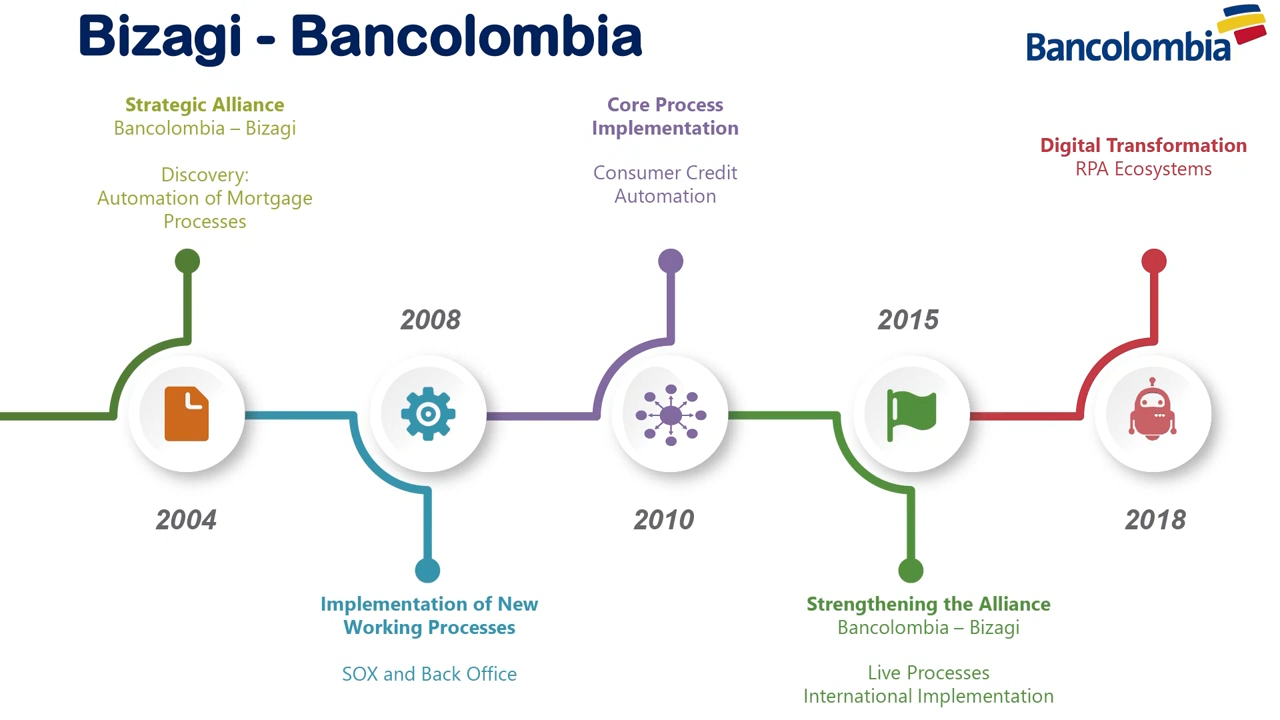 Bizagi - Bancolombia
Bancolombia
Strategic Alliance
Bancolombia – Bizagi
Discovery:
Automation of Mortgage
Processes
2004
2008
Implementation of New
Working Processes
SOX and Back Office
Core Process
Implementation
Consumer Credit
Automation
2010
2015
Strengthening the Alliance
Bancolombia – Bizagi
Live Processes
International Implementation
Digital Transformation
RPA Ecosystems
2018